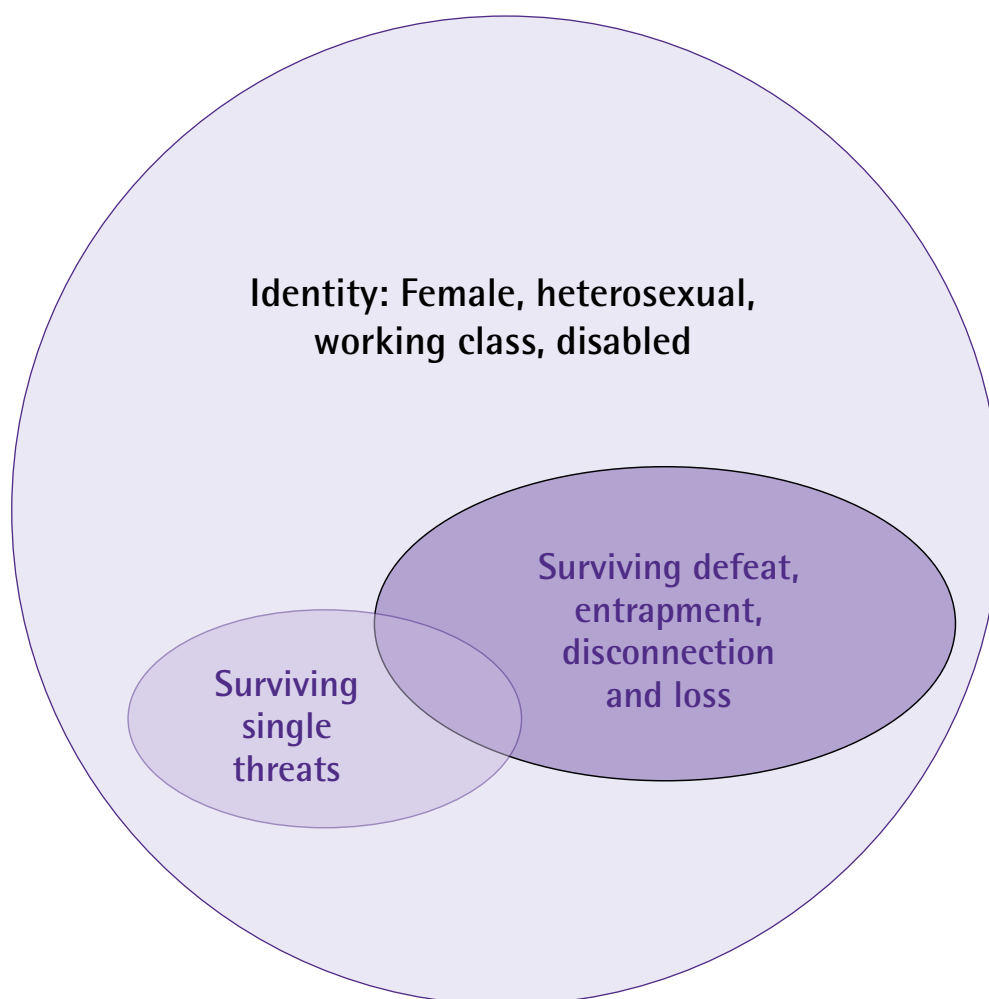 Identity: Female, heterosexual,
working class, disabled
Surviving defeat,
entrapment,
disconnection
and loss
Surviving
single
threats